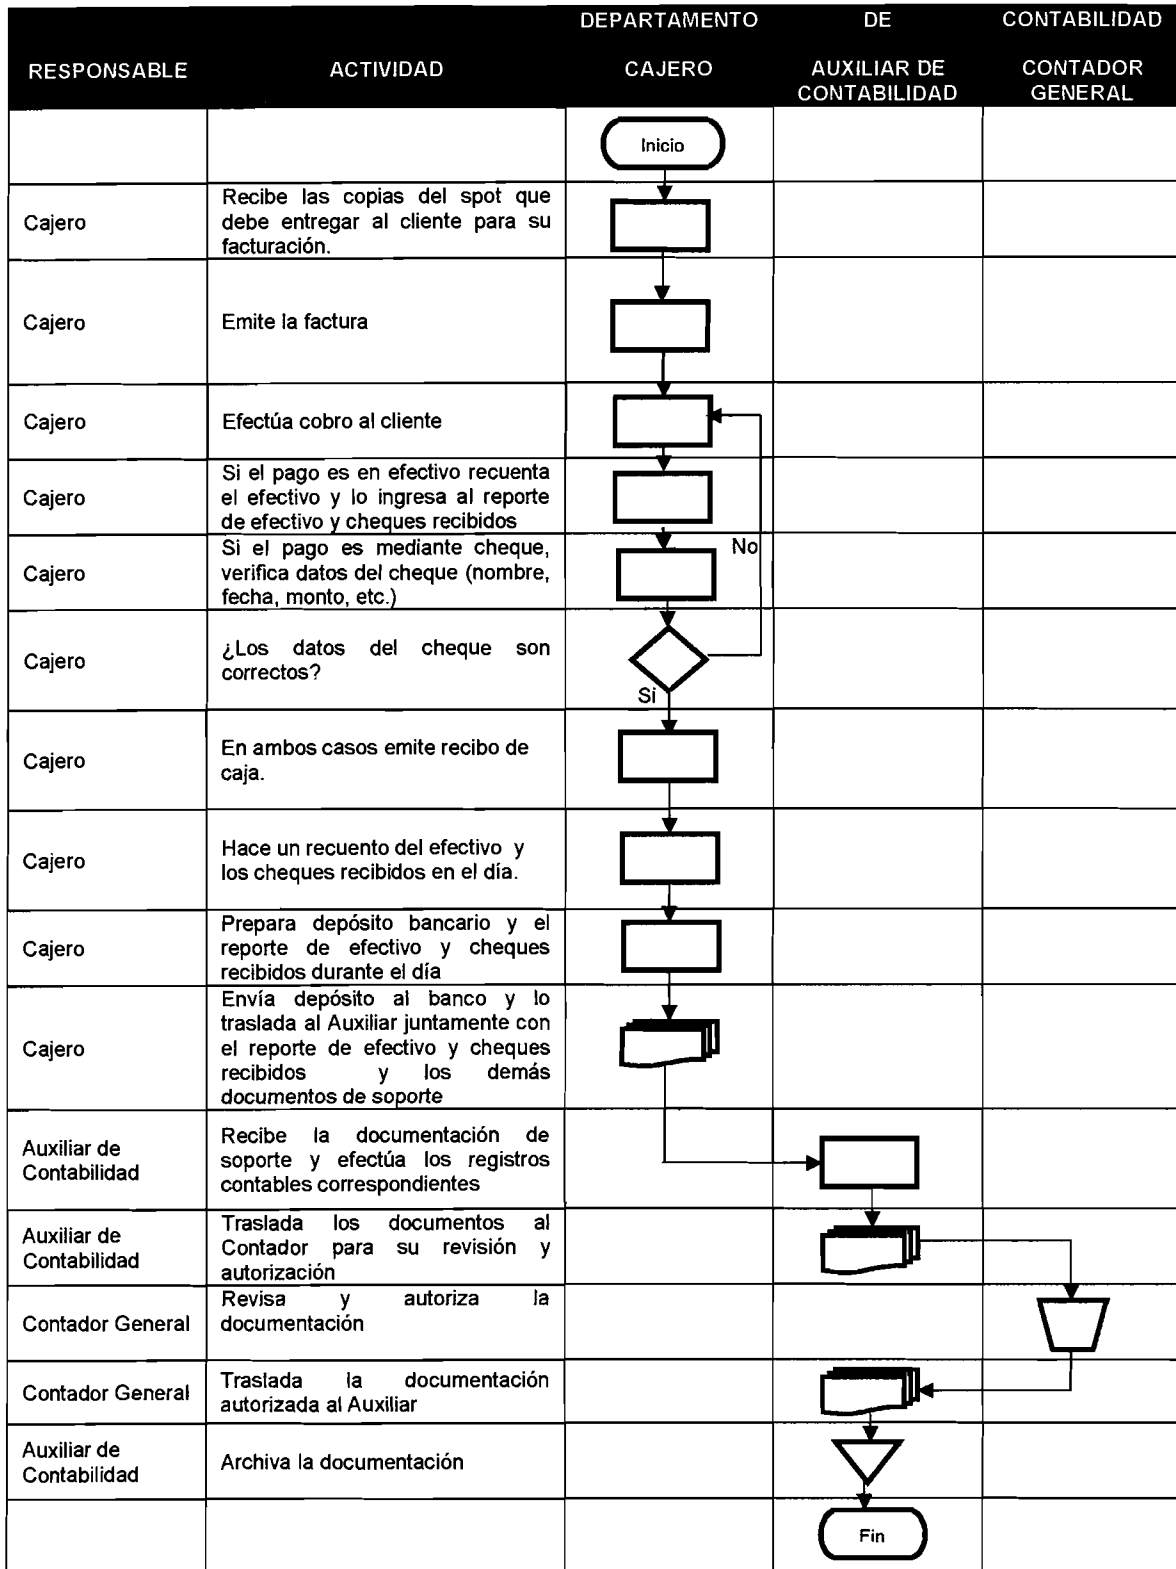 DEPARTAMENTO DE CONTABILIDAD
RESPONSABLE ACTIVIDAD CAJERO AUXILIAR DE CONTABILIDAD CONTADOR GENERAL
Inicio
Cajero
Recibe las copias del spot que
debe entregar al cliente para su
facturación.
Cajero
Emite la factura
Cajero
Efectúa cobro al cliente
Cajero
Si el pago es en efectivo recuenta
el efectivo y lo ingresa al reporte
de efectivo y cheques recibidos
Cajero
Si el pago es mediante cheque,
verifica datos del cheque (nombre,
fecha, monto, etc.)
No
Cajero
¿Los datos del cheque son
correctos?
Si
Cajero
En ambos casos emite recibo de
caja.
Cajero
Hace un recuento del efectivo y
los cheques recibidos en el día.
Cajero
Prepara depósito bancario y el
reporte de efectivo y cheques
recibidos durante el día
Cajero
Envía depósito al banco y lo
traslada al Auxiliar juntamente con
el reporte de efectivo y cheques
recibidos y los demás
documentos de soporte
Auxiliar de
Contabilidad
Recibe la documentación de
soporte y efectúa los registros
contables correspondientes
Auxiliar de
Contabilidad
Traslada los documentos al
Contador para su revisión y
autorización
Contador General
Revisa y autoriza la
documentación
Contador General
Traslada la documentación
autorizada al Auxiliar
Auxiliar de
Contabilidad
Archiva la documentación
Fin